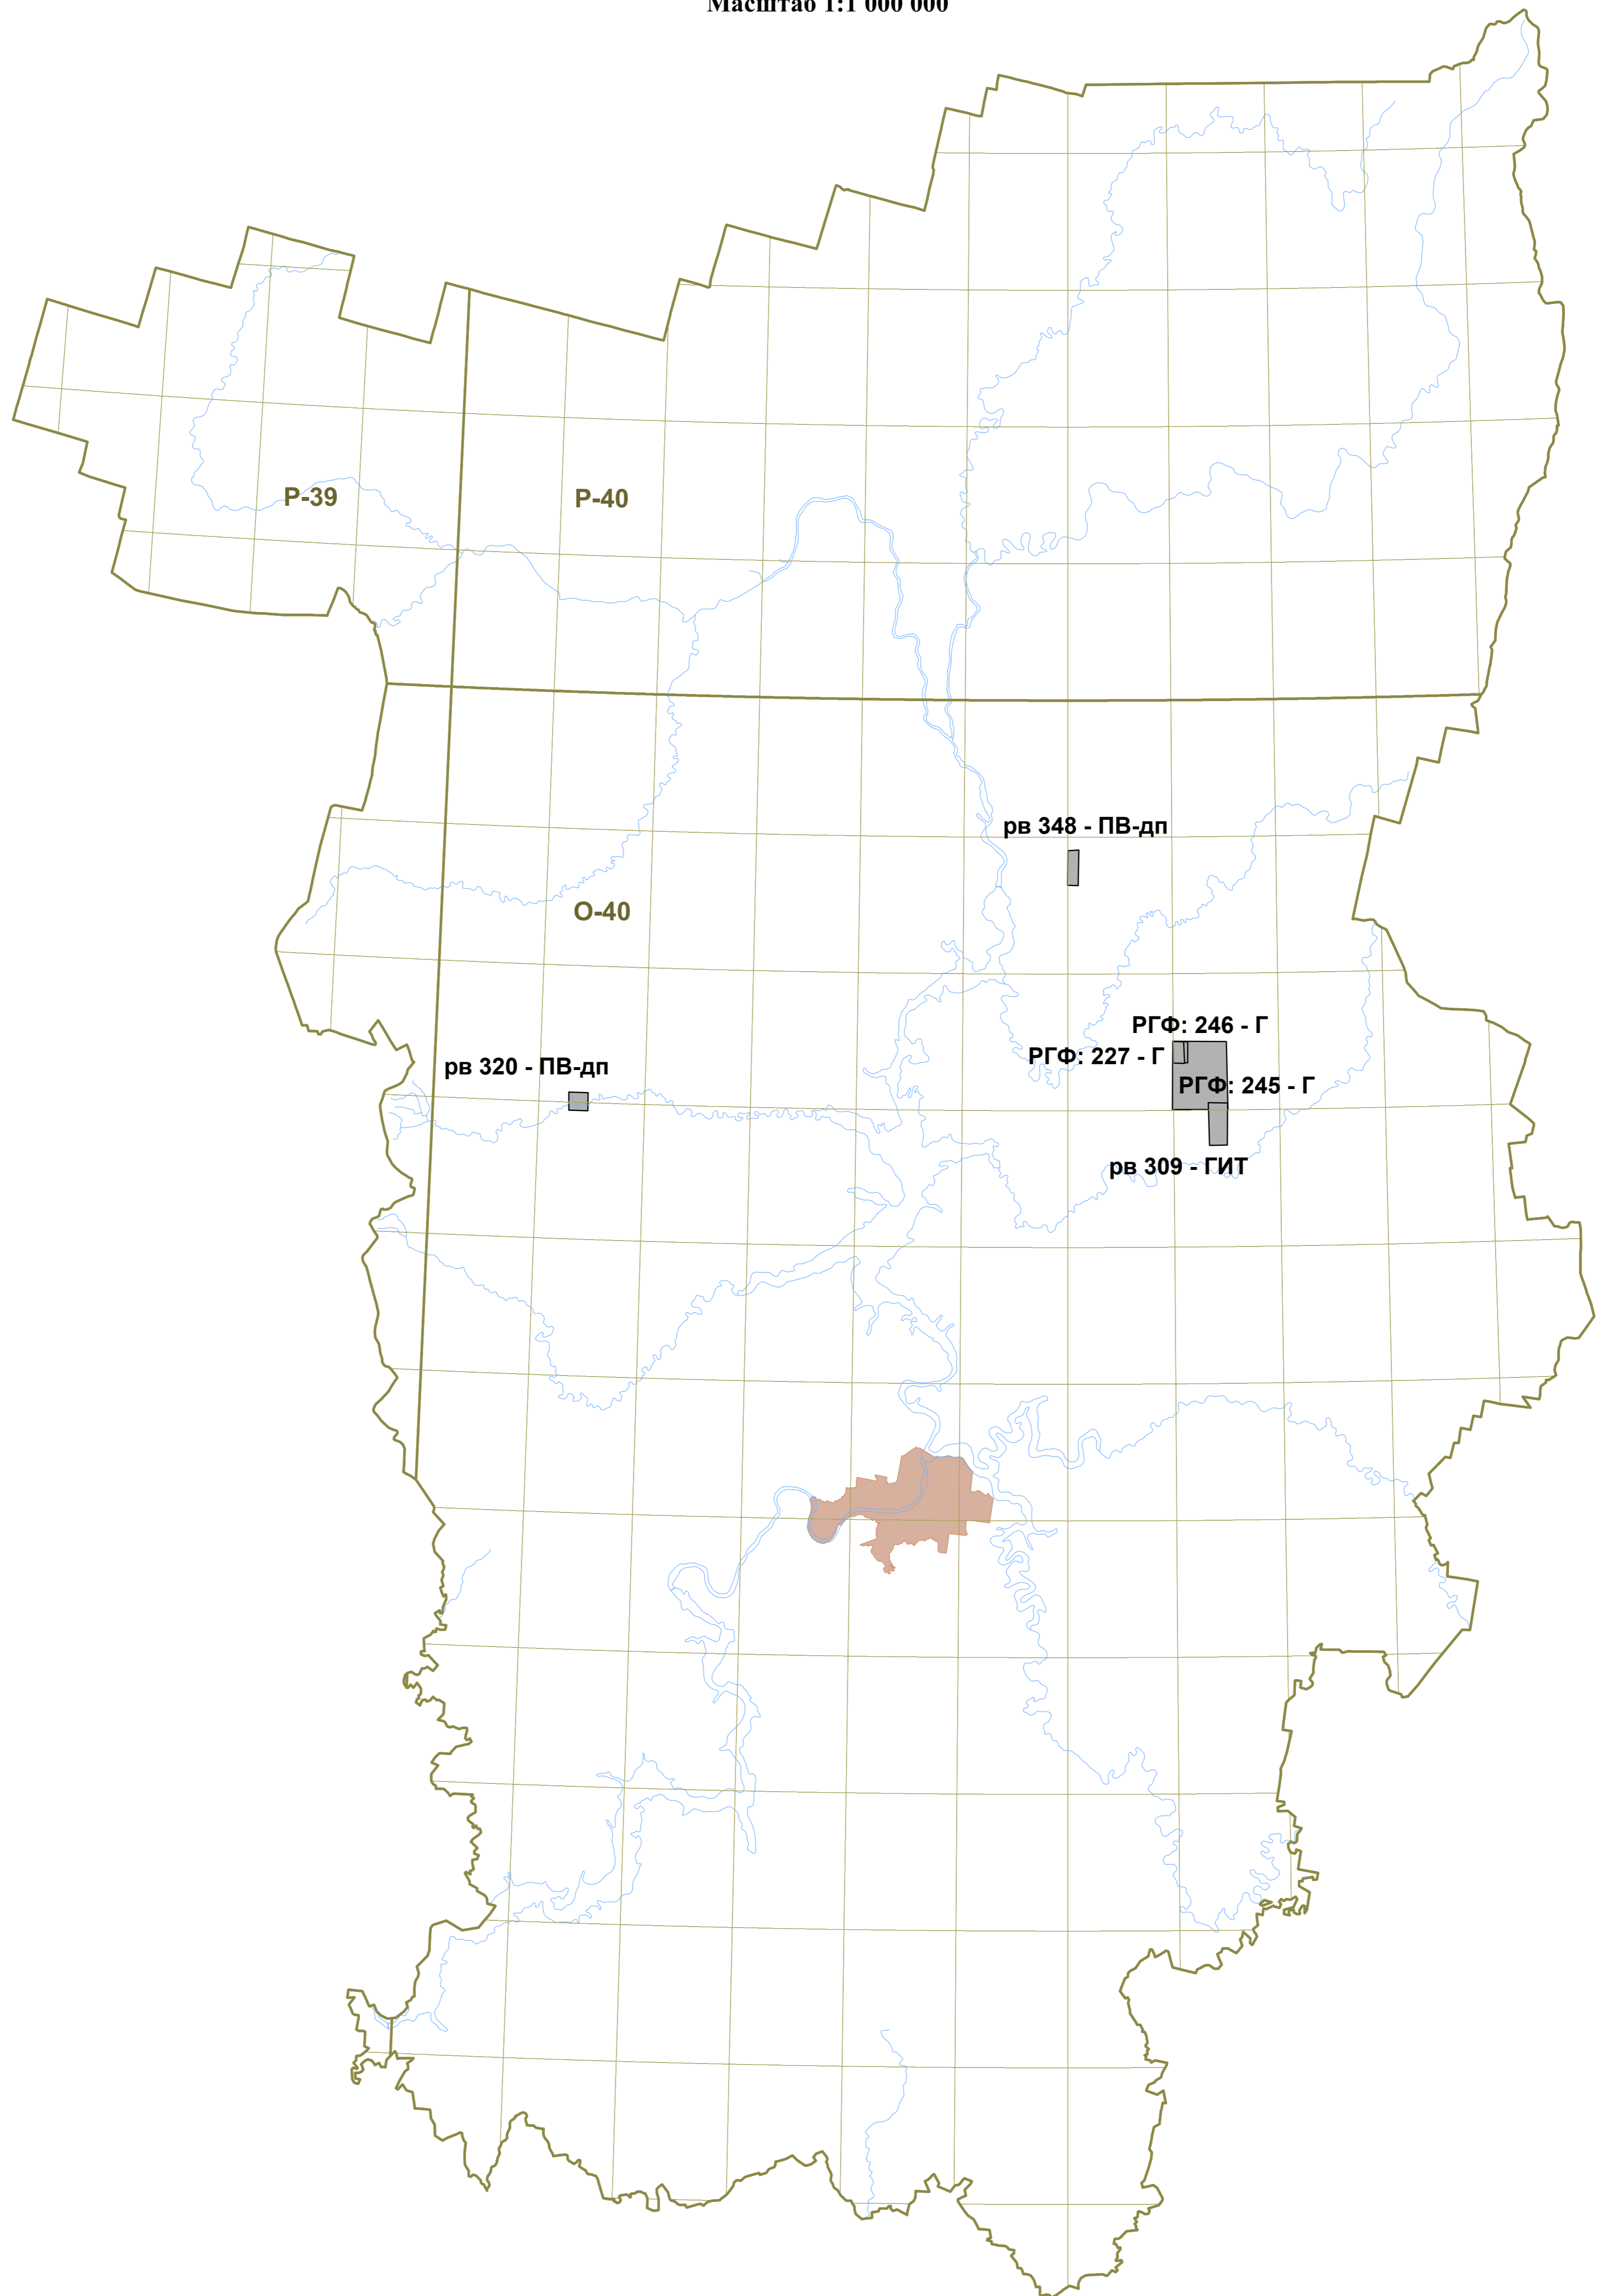 Масштаб 1:1 000 000
Р-39
Р-40
рв 348 - ПВ-дп
О-40
РГФ: 246 - Г
РГФ: 227 - Г
рв 320 - ПВ-дп
РГФ: 245 - Г
рв 309 - ГИТ